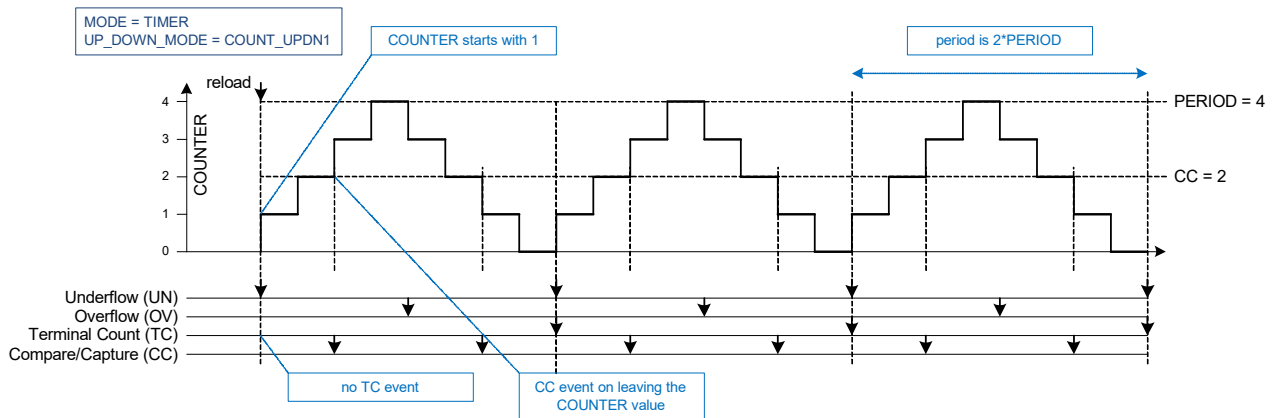 MODE = TIMER
UP_DOWN_MODE = COUNT_UPDN1
COUNTER starts with 1
period is 2*PERIOD
reload
COUNTER
4
3
2
1
0
PERIOD = 4
CC = 2
Underflow (UN)
Overflow (OV)
Terminal Count (TC)
Compare/Capture (CC)
no TC event
CC event on leaving the
COUNTER value